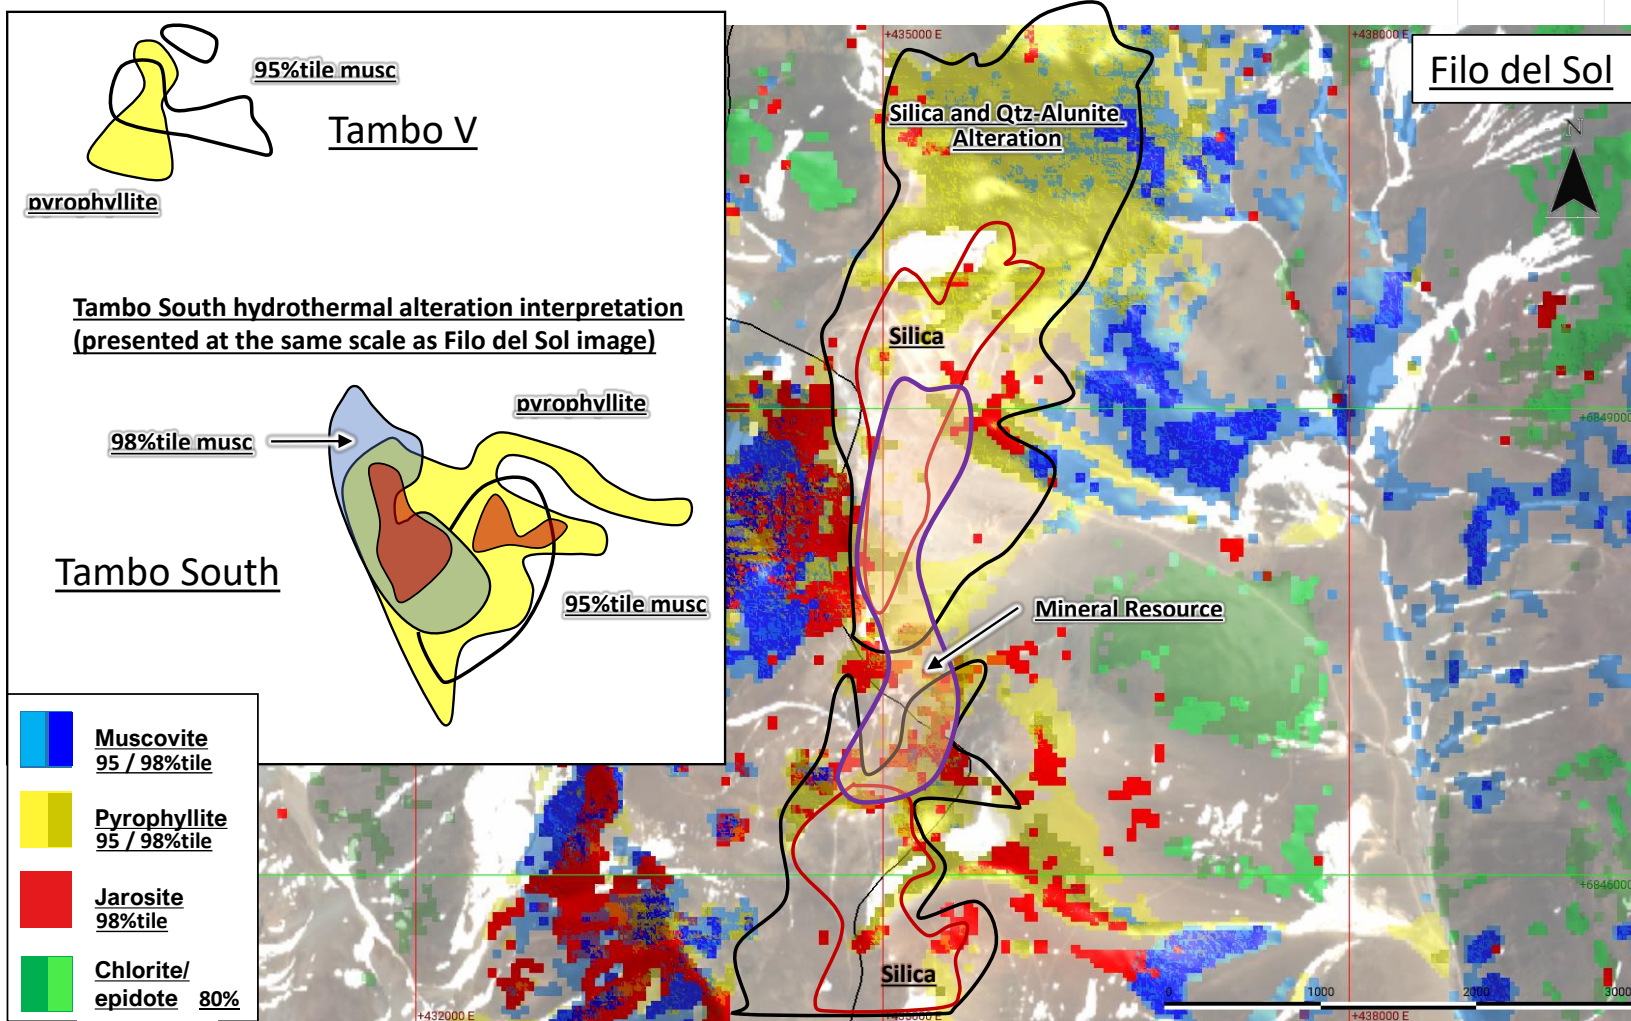 95%tile musc
Tambo V
pyrophyllite
Tambo South hydrothermal alteration interpretation
(presented at the same scale as Filo del Sol image)
pyrophyllite
98%tile musc
Tambo South
95%tile musc
Muscovite
95 / 98%tile
Pyrophyllite
95 / 98%tile
Jarosite
98%tile
Chlorite/
epidote 80%
+435000 E
+438000 E
Filo del Sol
N
Silica and Qtz-Alunite
Alteration
Silica
+6849000
Mineral Resource
+6846000
Silica
0 1000 2000 3000
+432000 E
+435000 E
+438000 E